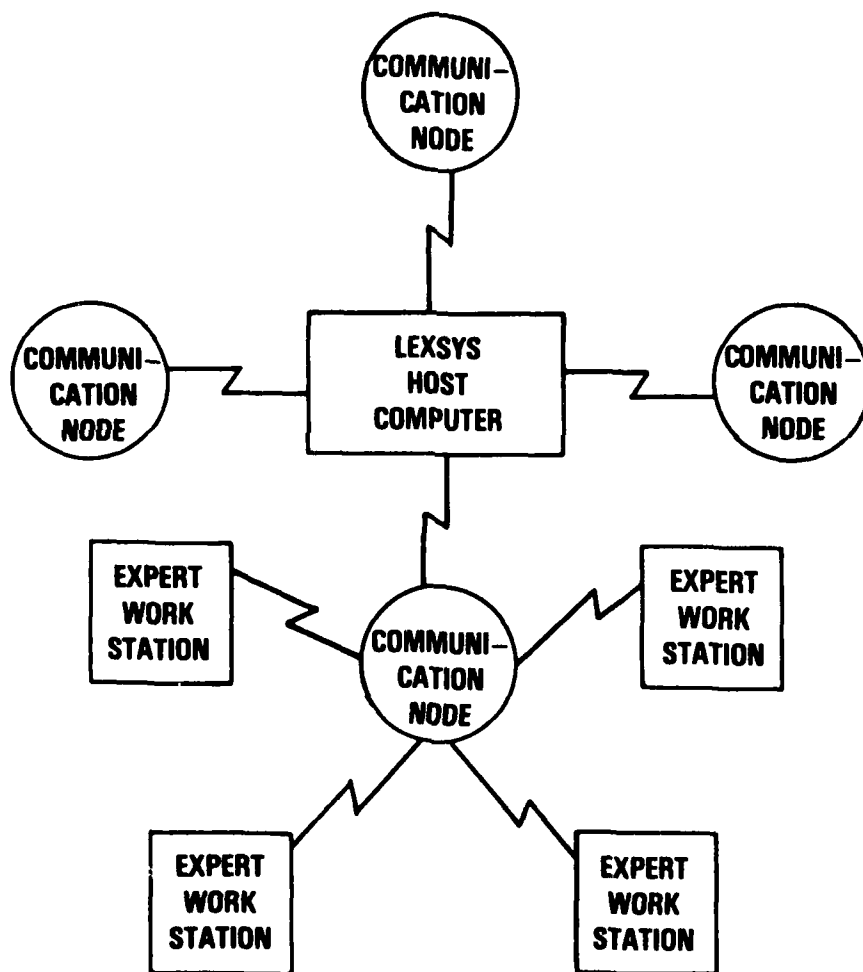 COMMUNI–
CATION
NODE
COMMUNI–
CATION
NODE
LEXSYS
HOST
COMPUTER
COMMUNI–
CATION
NODE
EXPERT
WORK
STATION
COMMUNI–
CATION
NODE
EXPERT
WORK
STATION
EXPERT
WORK
STATION
EXPERT
WORK
STATION